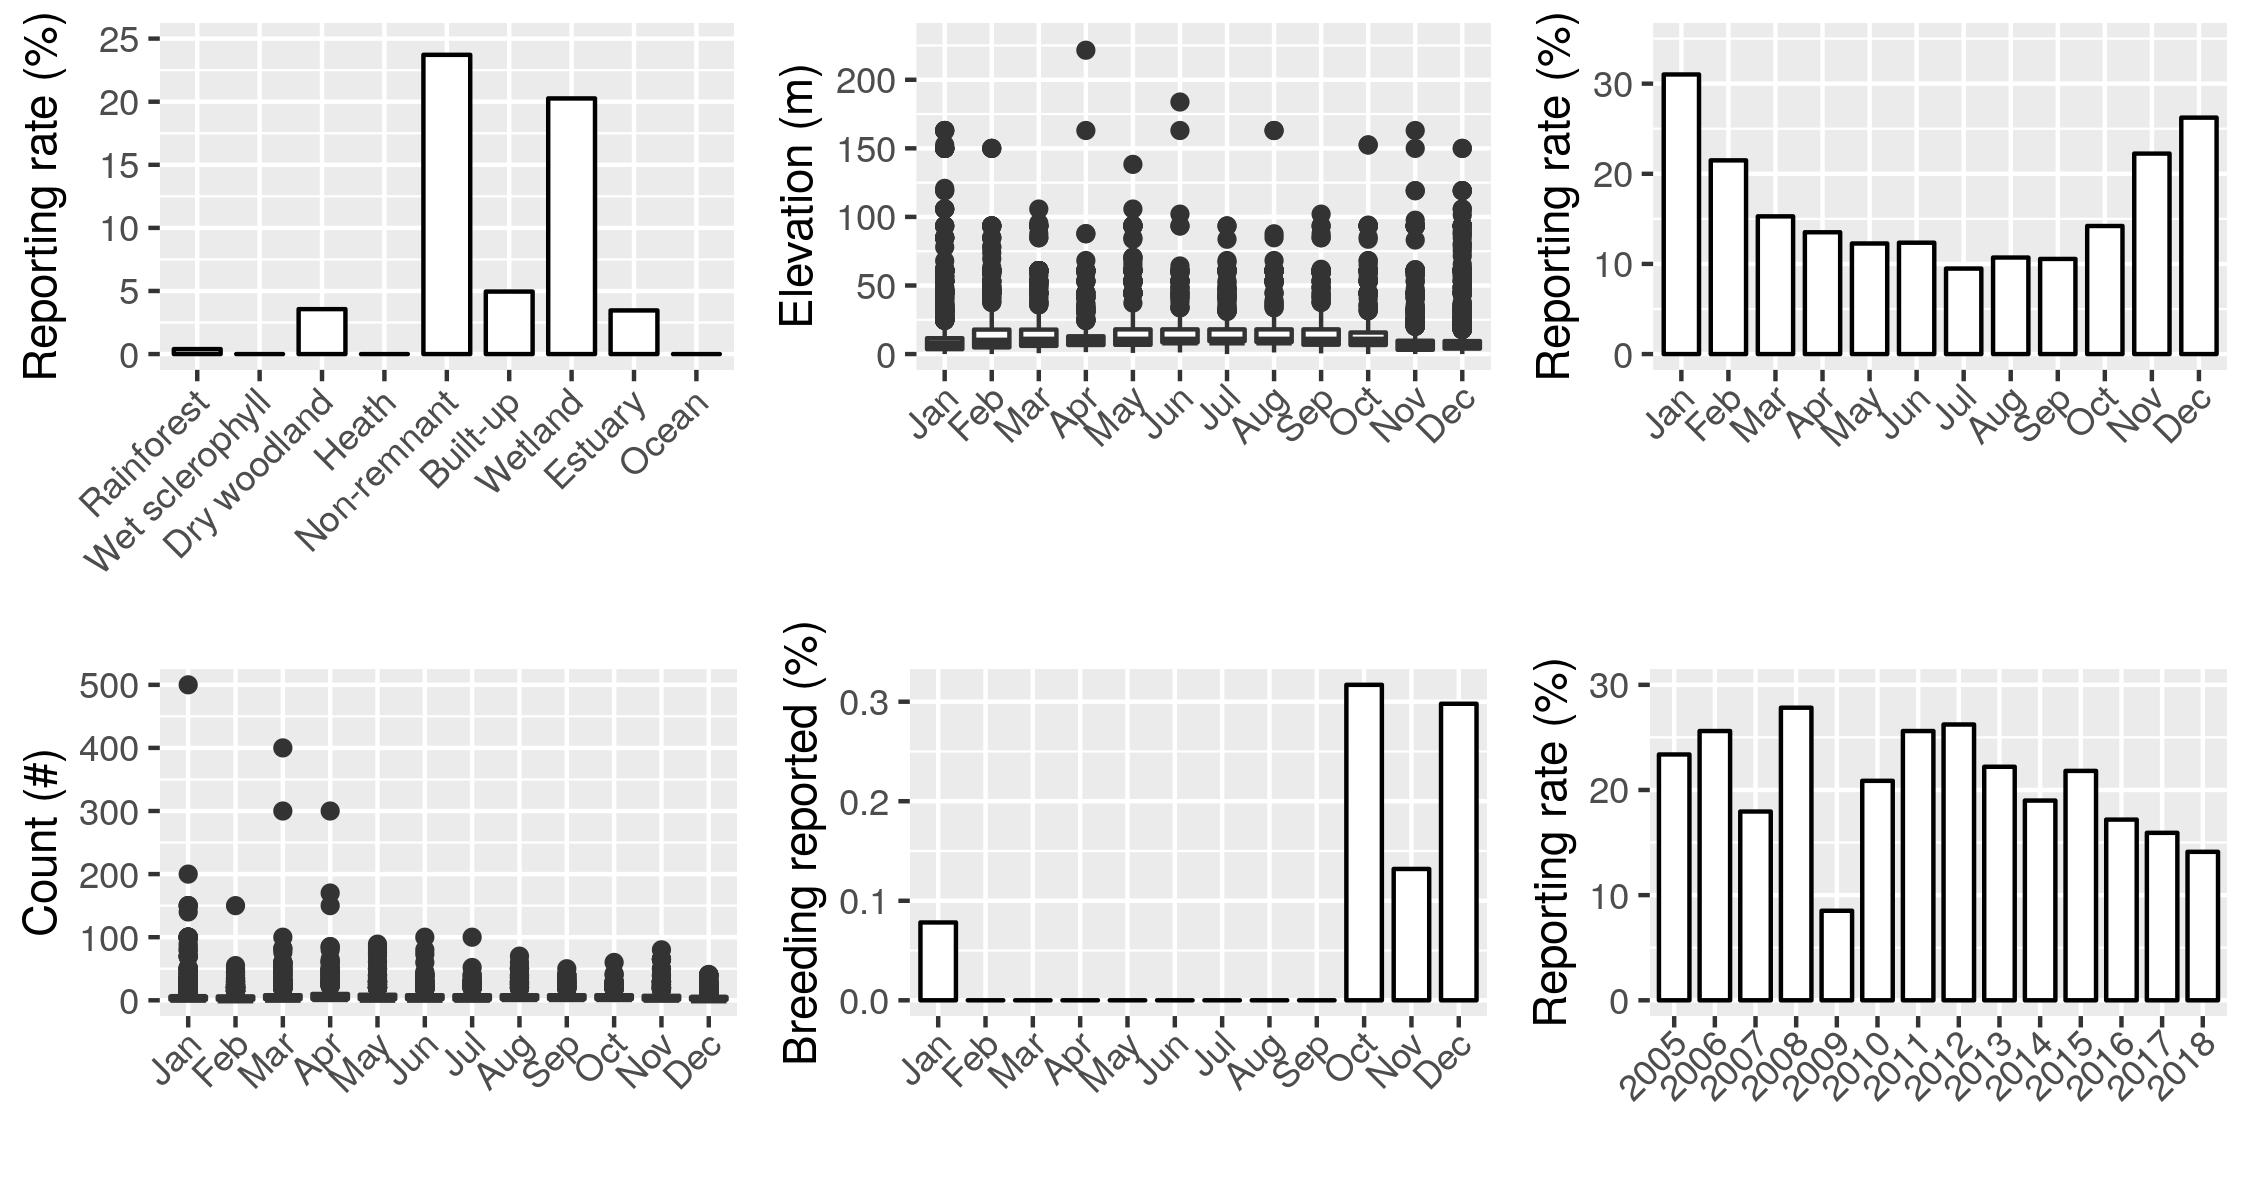 Reporting rate (%)
25
20
15
10
5
0
Rainforest
Wet sclerophyll
Dry woodland
Heath
Non-remnant
Built-up
Wetland
Estuary
Ocean
Elevation (m)
200
150
100
50
0
Jan
Feb
Mar
Apr
May
Jun
Jul
Aug
Sep
Oct
Nov
Dec
Reporting rate (%)
30
20
10
0
Jan
Feb
Mar
Apr
May
Jun
Jul
Aug
Sep
Oct
Nov
Dec
Count (#)
500
400
300
200
100
0
Jan
Feb
Mar
Apr
May
Jun
Jul
Aug
Sep
Oct
Nov
Dec
Breeding reported (%)
0.3
0.2
0.1
0.0
Jan
Feb
Mar
Apr
May
Jun
Jul
Aug
Sep
Oct
Nov
Dec
Reporting rate (%)
30
20
10
0
2005
2006
2007
2008
2009
2010
2011
2012
2013
2014
2015
2016
2017
2018